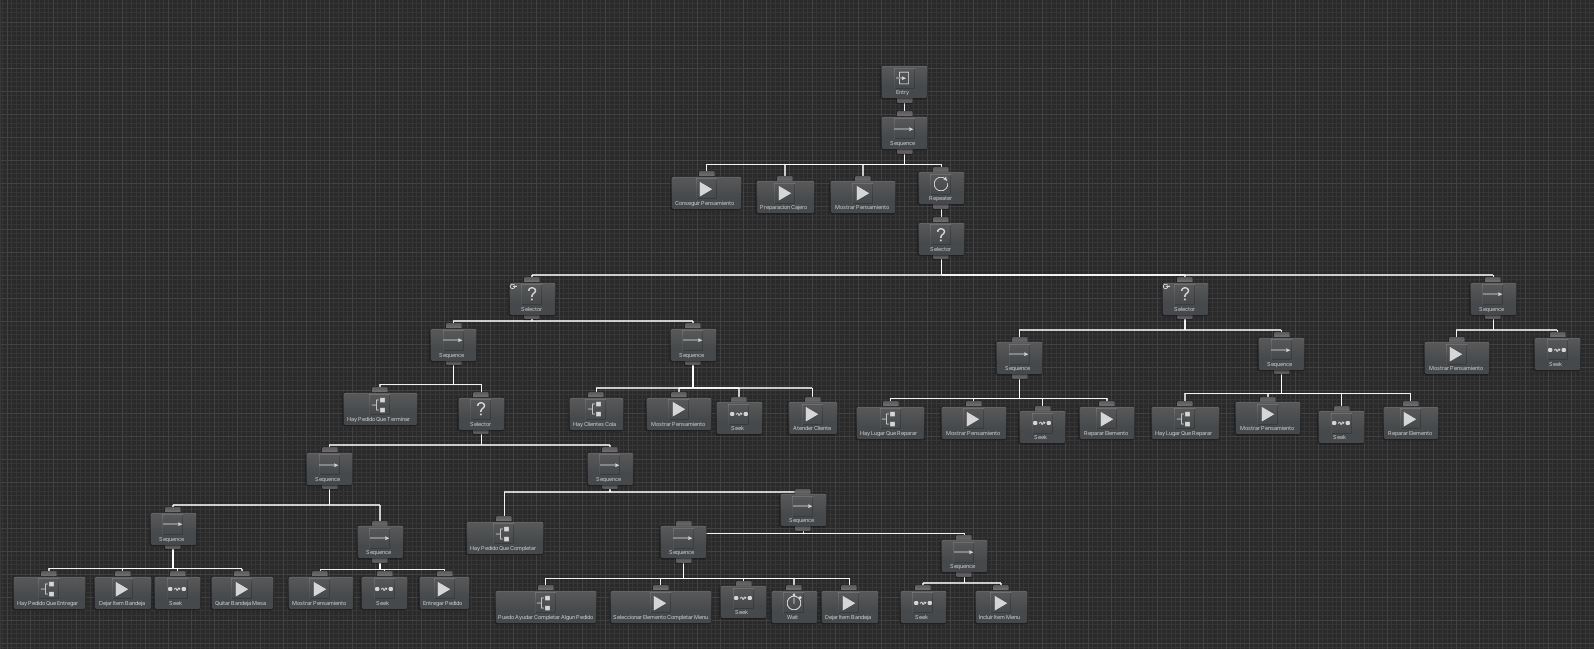 Entry
Sequence
Conseguir Pensamiento
Preparacion Cajero
Mostrar Pensamiento
Repeater
Selector
Selector
Selector
Sequence
Sequence
Sequence
Sequence
Sequence
Mostrar Pensamiento
Seek
Hay Pedido Que Terminar
Selector
Hay Clientes Cola
Mostrar Pensamiento
Seek
Atender Cliente
Hay Lugar Que Reparar
Mostrar Pensamiento
Seek
Reparar Elemento
Hay Lugar Que Reparar
Mostrar Pensamiento
Seek
Reparar Elemento
Sequence
Sequence
Sequence
Sequence
Hay Pedido Que Completar
Sequence
Sequence
Sequence
Hay Pedido Que Entregar
Dejar Item Bandeja
Seek
Quitar Bandeja Mesa
Mostrar Pensamiento
Seek
Entregar Pedido
Puedo Ayudar Completar Algun Pedido
Seleccionar Elemento Completar Menu
Seek
Wait
Dejar Item Bandeja
Seek
Incluir Item Menu